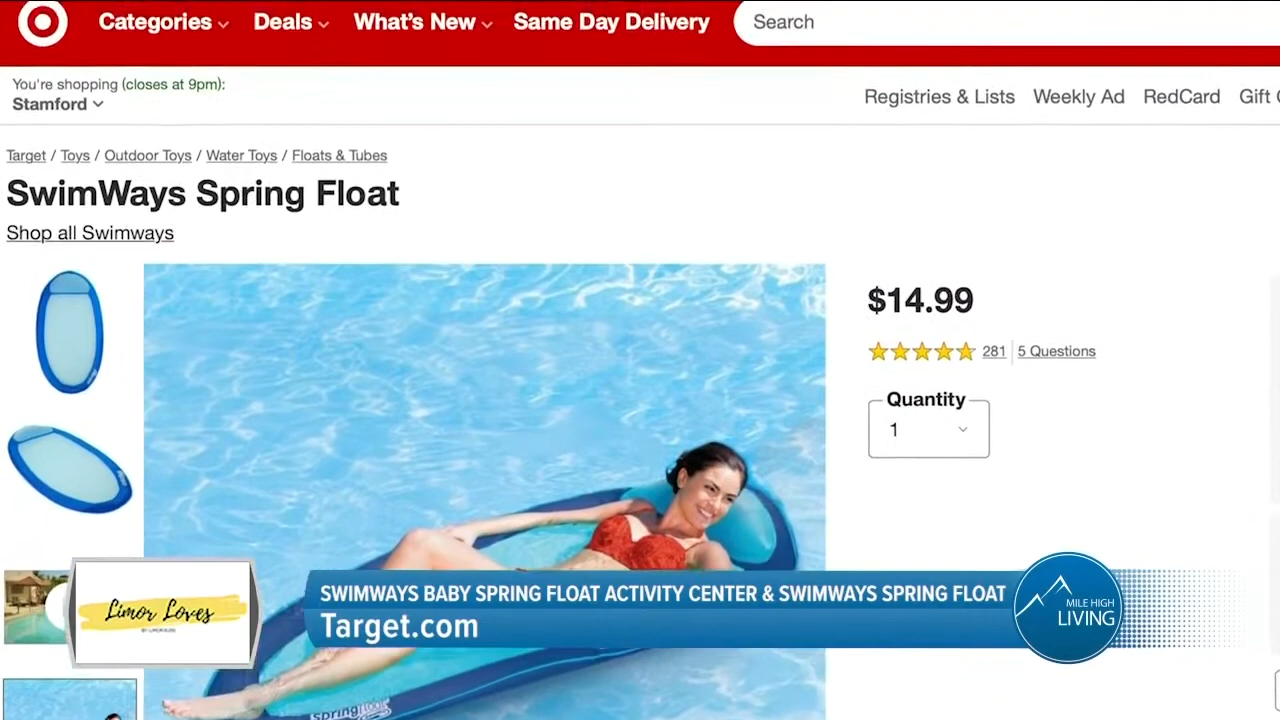 Categories Deals What's New Same Day Delivery Search
You're shopping (closes at 9pm):
Stamford
Registries & Lists Weekly Ad RedCard Gift
Target / Toys / Outdoor Toys / Water Toys / Floats & Tubes
SwimWays Spring Float
Shop all Swimways
$14.99
281 5 Questions
Quantity
1
SWIMWAYS BABY SPRING FLOAT ACTIVITY CENTER & SWIMWAYS SPRING FLOAT
Target.com
Limor Loves
MILE HIGH
LIVING
springfloat